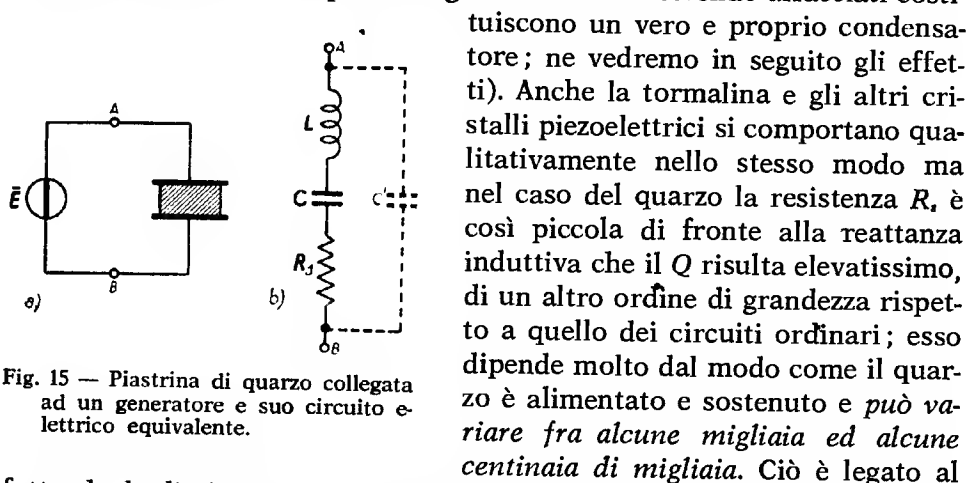 tuiscono un vero e proprio condensa-
tore; ne vedremo in seguito gli effet-
ti). Anche la tormalina e gli altri cri-
stalli piezoelettrici si comportano qua-
litativamente nello stesso modo ma
nel caso del quarzo la resistenza R₁ è
così piccola di fronte alla reattanza
induttiva che il Q risulta elevatissimo,
di un altro ordine di grandezza rispet-
to a quello dei circuiti ordinari; esso
dipende molto dal modo come il quar-
zo è alimentato e sostenuto e può va-
riare fra alcune migliaia ed alcune
centinaia di migliaia. Ciò è legato al
A
Ē
B
a)
A
L
C
C'
R₁
b)
B
Fig. 15 — Piastrina di quarzo collegata
ad un generatore e suo circuito e-
lettrico equivalente.